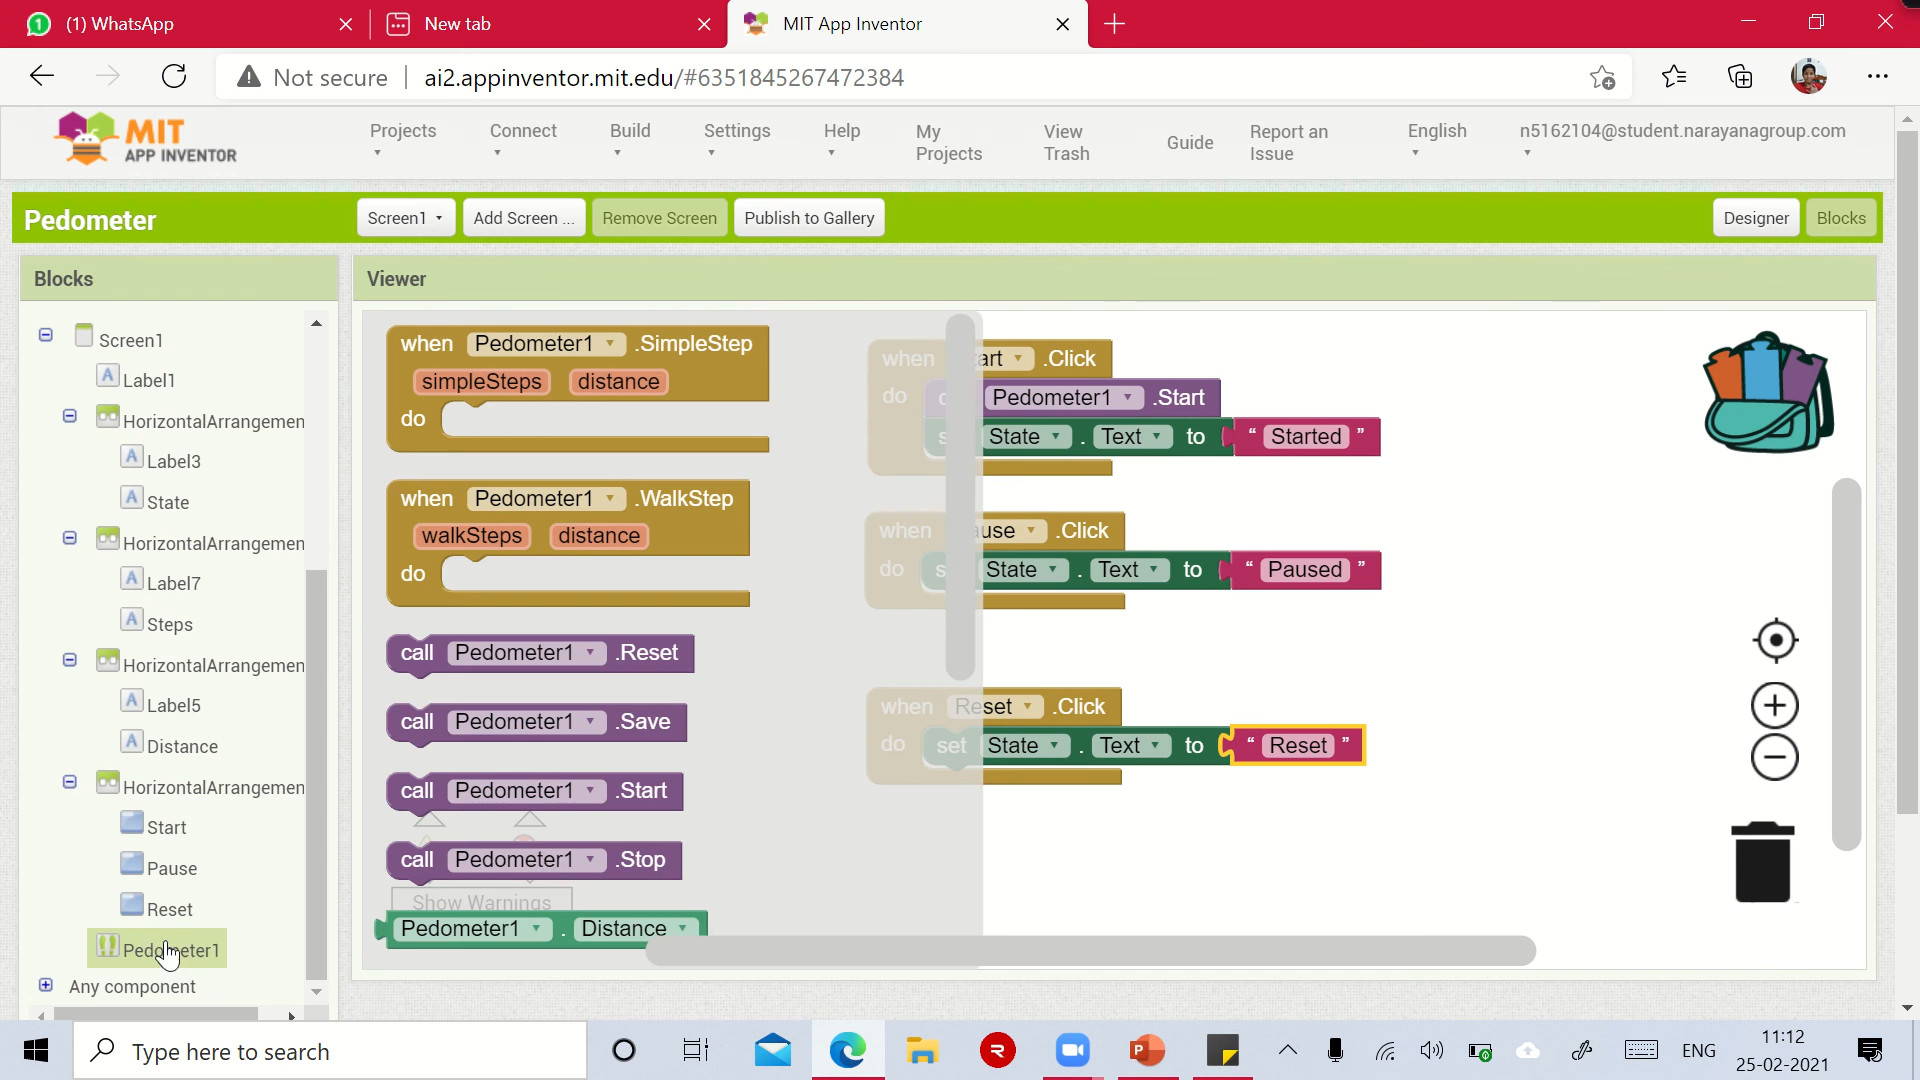 (1) WhatsApp
New tab
MIT App Inventor
Not secure
ai2.appinventor.mit.edu/#6351845267472384
MIT
APP INVENTOR
Projects
Connect
Build
Settings
Help
My Projects
View Trash
Guide
Report an Issue
English
n5162104@student.narayanagroup.com
Pedometer
Screen1
Add Screen ...
Remove Screen
Publish to Gallery
Designer
Blocks
Blocks
Viewer
Screen1
Label1
HorizontalArrangemen
Label3
State
HorizontalArrangemen
Label7
Steps
HorizontalArrangemen
Label5
Distance
HorizontalArrangemen
Start
Pause
Reset
Pedometer1
Any component
when Pedometer1 .SimpleStep
simpleSteps distance
do
when Pedometer1 .WalkStep
walkSteps distance
do
call Pedometer1 .Reset
call Pedometer1 .Save
call Pedometer1 .Start
call Pedometer1 .Stop
Show Warnings
Pedometer1 . Distance
when art .Click
do c Pedometer1 .Start
s State . Text to “ Started ”
when use .Click
do s State . Text to “ Paused ”
when Reset .Click
do set State . Text to “ Reset ”
Type here to search
ENG
11:12
25-02-2021